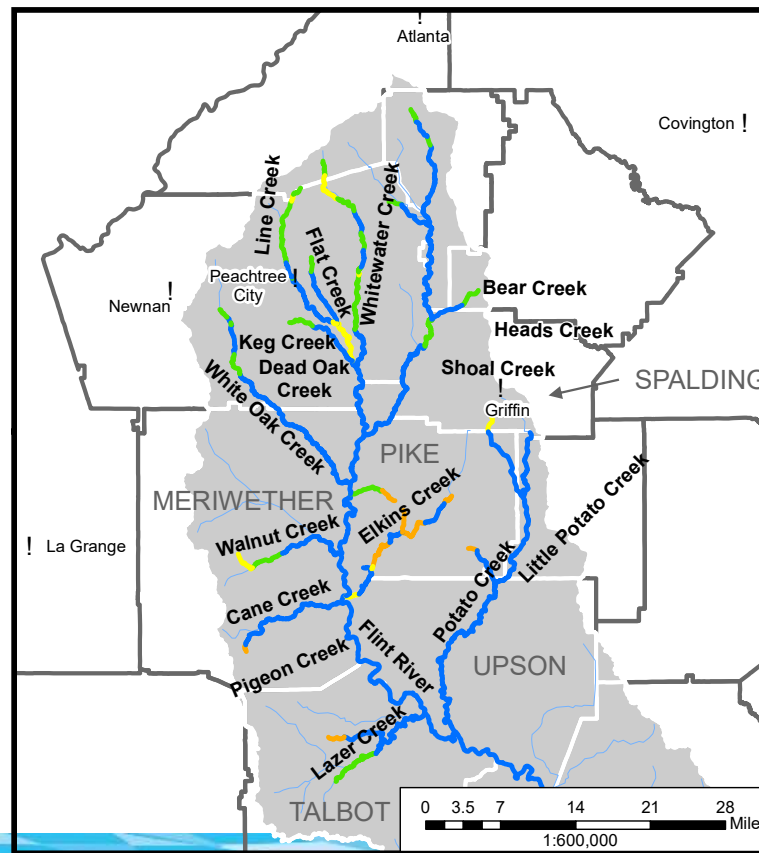 Atlanta
Covington !
Line Creek
Whitewater Creek
Flat Creek
Peachtree !
City
Newnan !
Bear Creek
Heads Creek
Keg Creek
Dead Oak
Creek
Shoal Creek
!
Griffin
SPALDING
White Oak Creek
PIKE
MERIWETHER
Elkins Creek
Little Potato Creek
! La Grange
Walnut Creek
Potato Creek
Cane Creek
Flint River
Pigeon Creek
UPSON
Lazer Creek
TALBOT
0 3.5 7 14 21 28
Mile
1:600,000